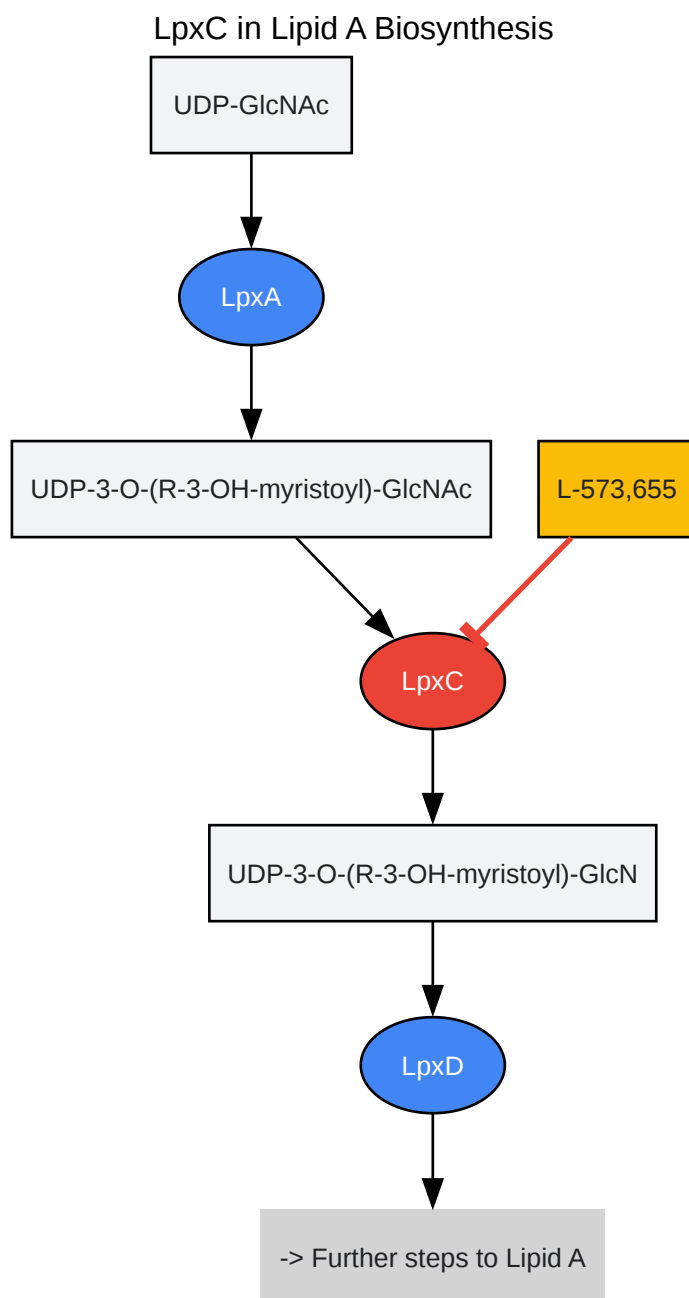 LpxC in Lipid A Biosynthesis
UDP-GlcNAc
LpxA
UDP-3-O-(R-3-OH-myristoyl)-GlcNAc
L-573,655
LpxC
UDP-3-O-(R-3-OH-myristoyl)-GlcN
LpxD
-> Further steps to Lipid A